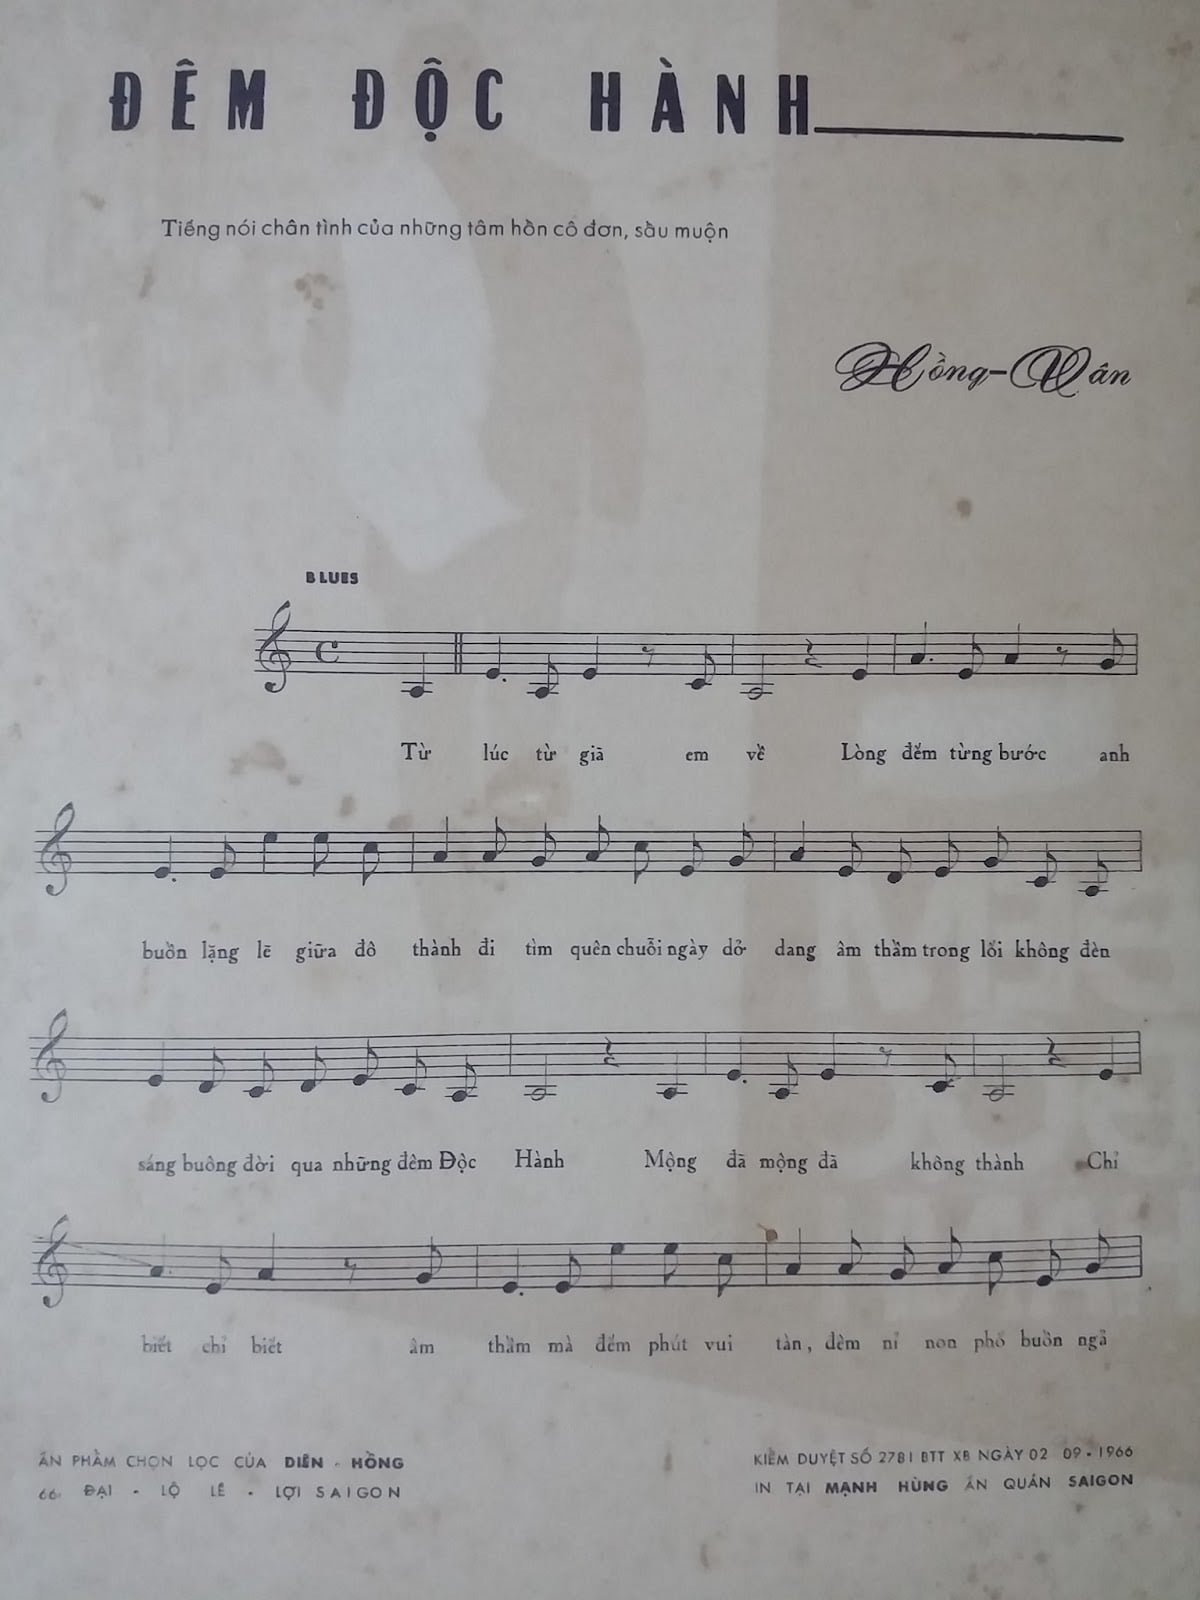 ĐÊM ĐỘC HÀNH
Tiếng nói chân tình của những tâm hồn cô đơn, sầu muộn
Hồng-Vân
BLUES
Từ lúc từ giã em về Lòng đếm từng bước anh
buồn lặng lẽ giữa đô thành đi tìm quên chuỗi ngày dở dang âm thầm trong lối không đèn
sáng buông đời qua những đêm Độc Hành Mộng đã mộng đã không thành Chỉ
biết chỉ biết âm thầm mà đếm phút vui tàn, đêm nỉ non phố buồn ngả
ẤN PHẨM CHỌN LỌC CỦA DIÊN - HỒNG
66 ĐẠI - LỘ LÊ - LỢI SAIGON
KIỂM DUYỆT SỐ 2781 BTT XB NGÀY 02 09-1966
IN TẠI MẠNH HÙNG ẤN QUÁN SAIGON